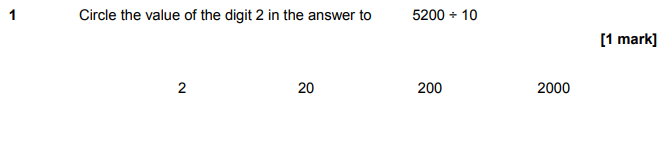 1 Circle the value of the digit 2 in the answer to 5200 ÷ 10
[1 mark]
2 20 200 2000